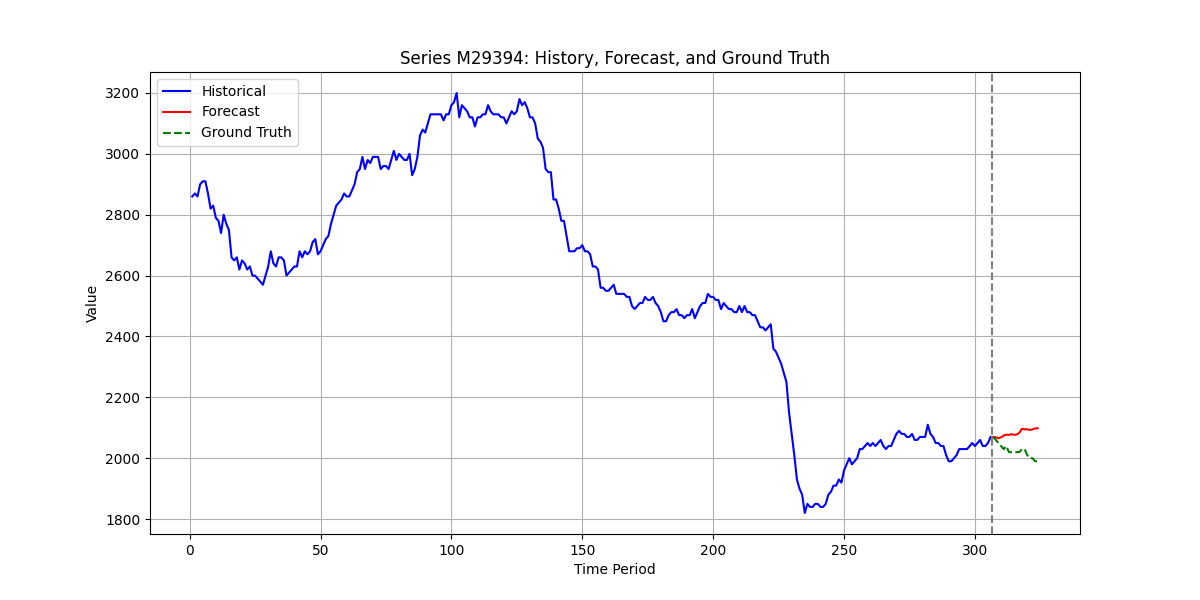 Series M29394: History, Forecast, and Ground Truth
Historical
Forecast
Ground Truth
Value
3200
3000
2800
2600
2400
2200
2000
1800
0 50 100 150 200 250 300
Time Period